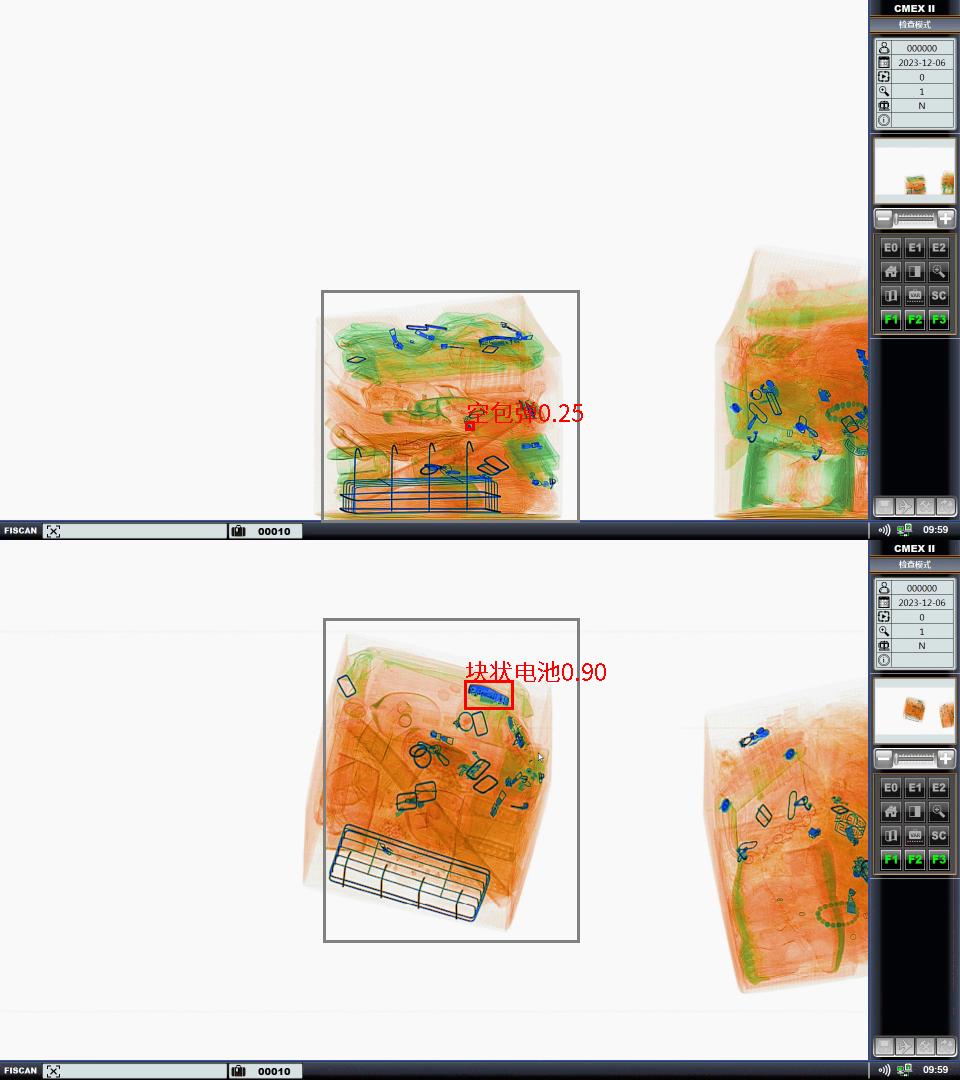 CMEX II
检查模式
000000
2023-12-06
0
1
N
E0 E1 E2
SC
F1 F2 F3
空包弹0.25
FISCAN
00010
09:59
CMEX II
检查模式
000000
2023-12-06
0
1
N
块状电池0.90
E0 E1 E2
SC
F1 F2 F3
FISCAN
00010
09:59